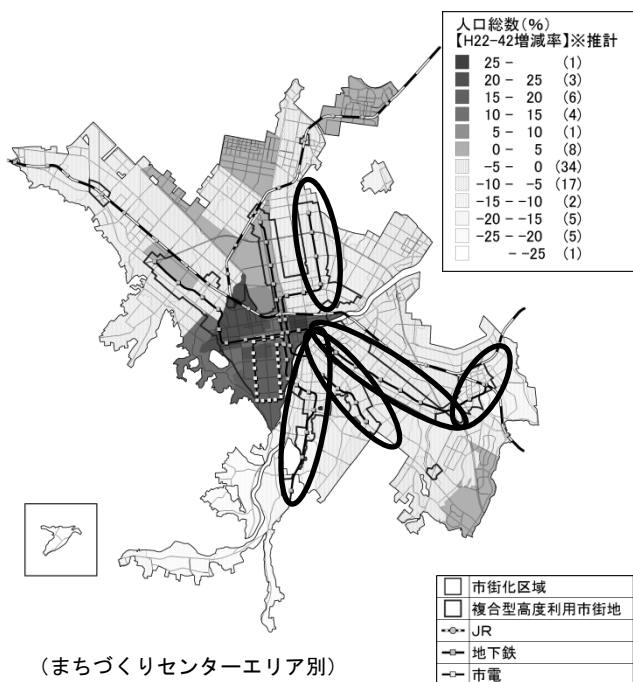 人口総数(%)
【H22-42増減率】※推計
25 - (1)
20 - 25 (3)
15 - 20 (6)
10 - 15 (4)
5 - 10 (1)
0 - 5 (8)
-5 - 0 (34)
-10 - -5 (17)
-15 - -10 (2)
-20 - -15 (5)
-25 - -20 (5)
- -25 (1)
市街化区域
複合型高度利用市街地
JR
地下鉄
市電
(まちづくりセンターエリア別)